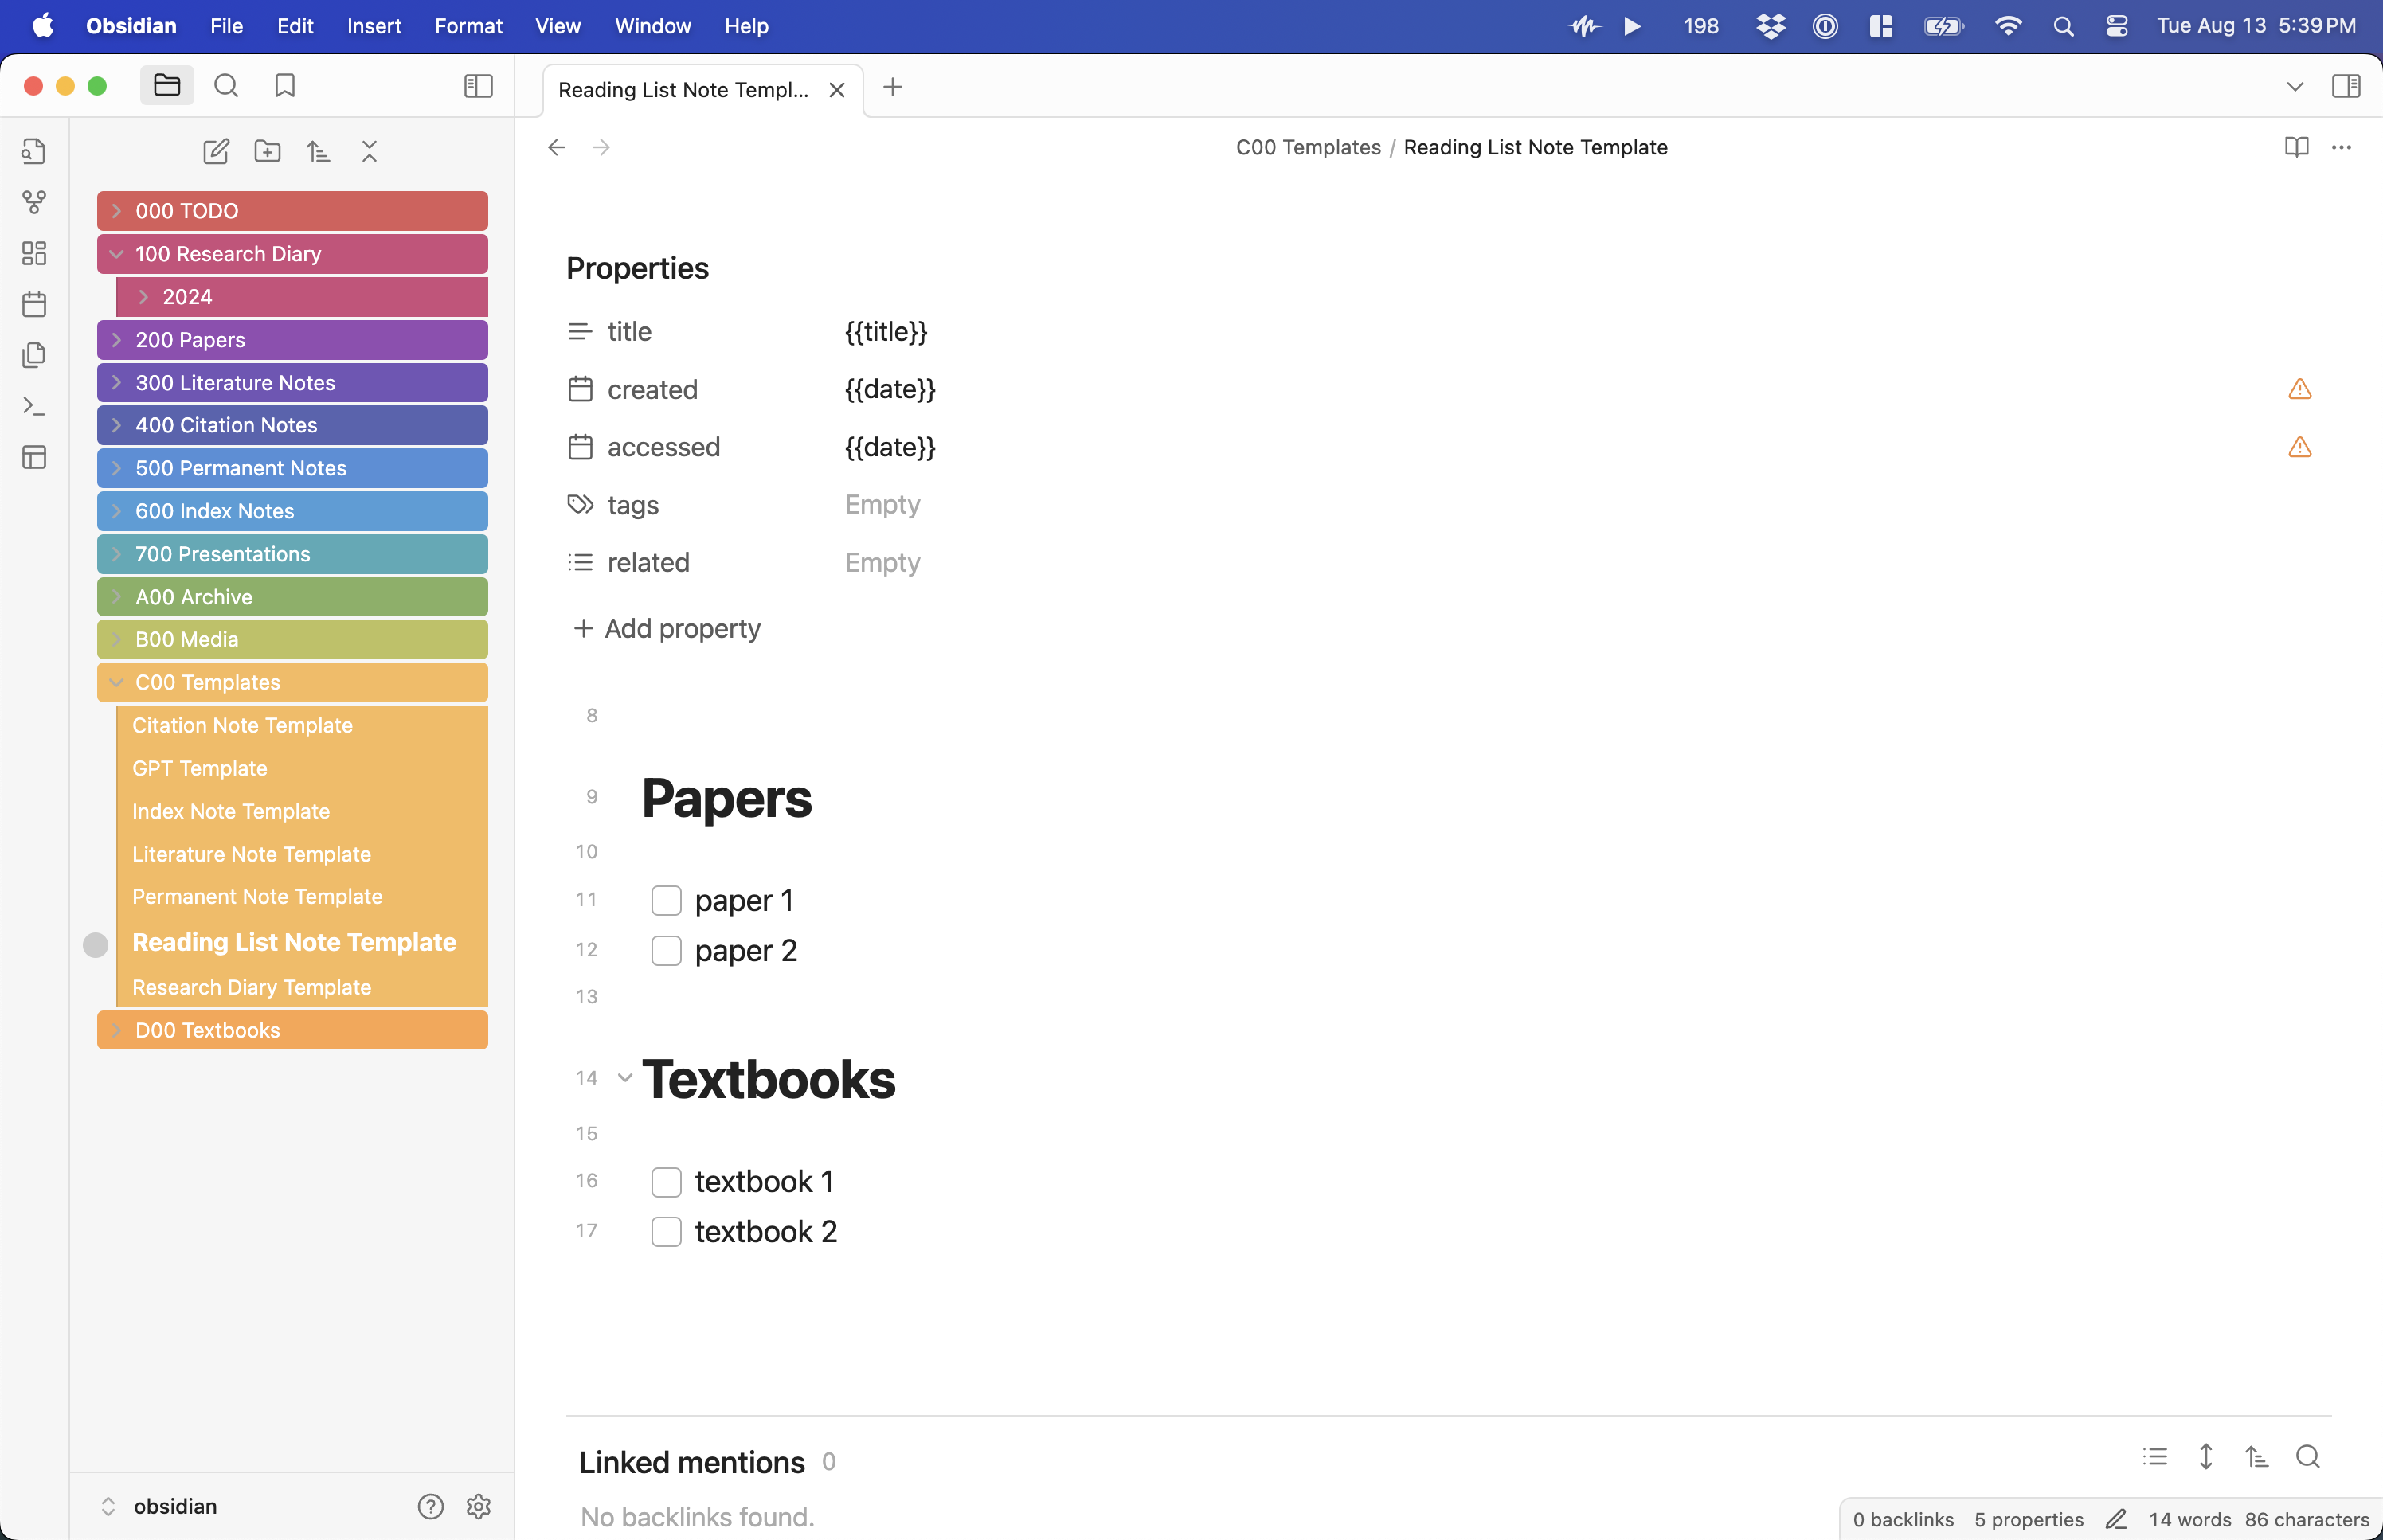 Obsidian File Edit Insert Format View Window Help 198 Tue Aug 13 5:39 PM
Reading List Note Templ...
C00 Templates / Reading List Note Template
000 TODO
100 Research Diary
2024
200 Papers
300 Literature Notes
400 Citation Notes
500 Permanent Notes
600 Index Notes
700 Presentations
A00 Archive
B00 Media
C00 Templates
Citation Note Template
GPT Template
Index Note Template
Literature Note Template
Permanent Note Template
Reading List Note Template
Research Diary Template
D00 Textbooks
obsidian
Properties
title {{title}}
created {{date}}
accessed {{date}}
tags Empty
related Empty
+ Add property
8
9 Papers
10
11 paper 1
12 paper 2
13
14 Textbooks
15
16 textbook 1
17 textbook 2
Linked mentions 0
No backlinks found.
0 backlinks 5 properties 14 words 86 characters